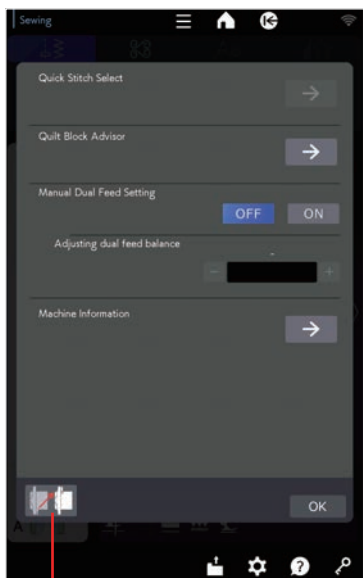 Sewing
Quick Stitch Select
Quilt Block Advisor
Manual Dual Feed Setting
OFF ON
Adjusting dual feed balance
-
- +
Machine Information
OK
A